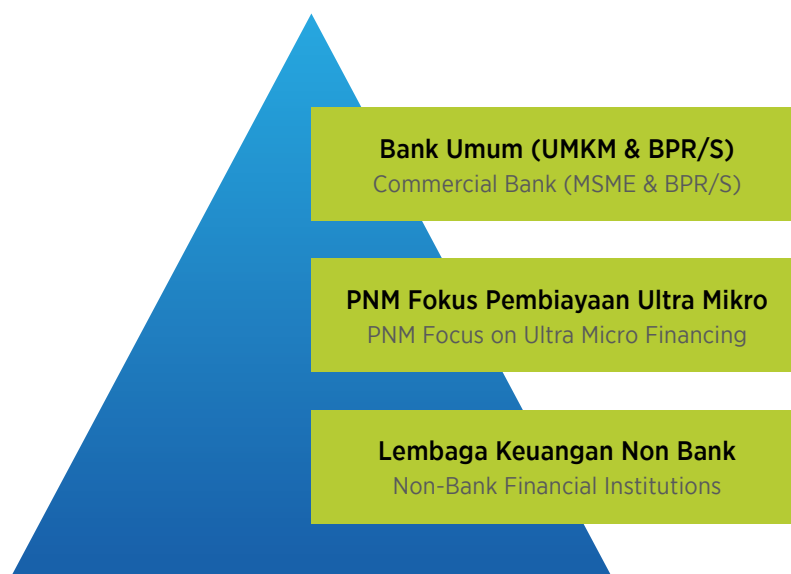 Bank Umum (UMKM & BPR/S)
Commercial Bank (MSME & BPR/S)
PNM Fokus Pembiayaan Ultra Mikro
PNM Focus on Ultra Micro Financing
Lembaga Keuangan Non Bank
Non-Bank Financial Institutions